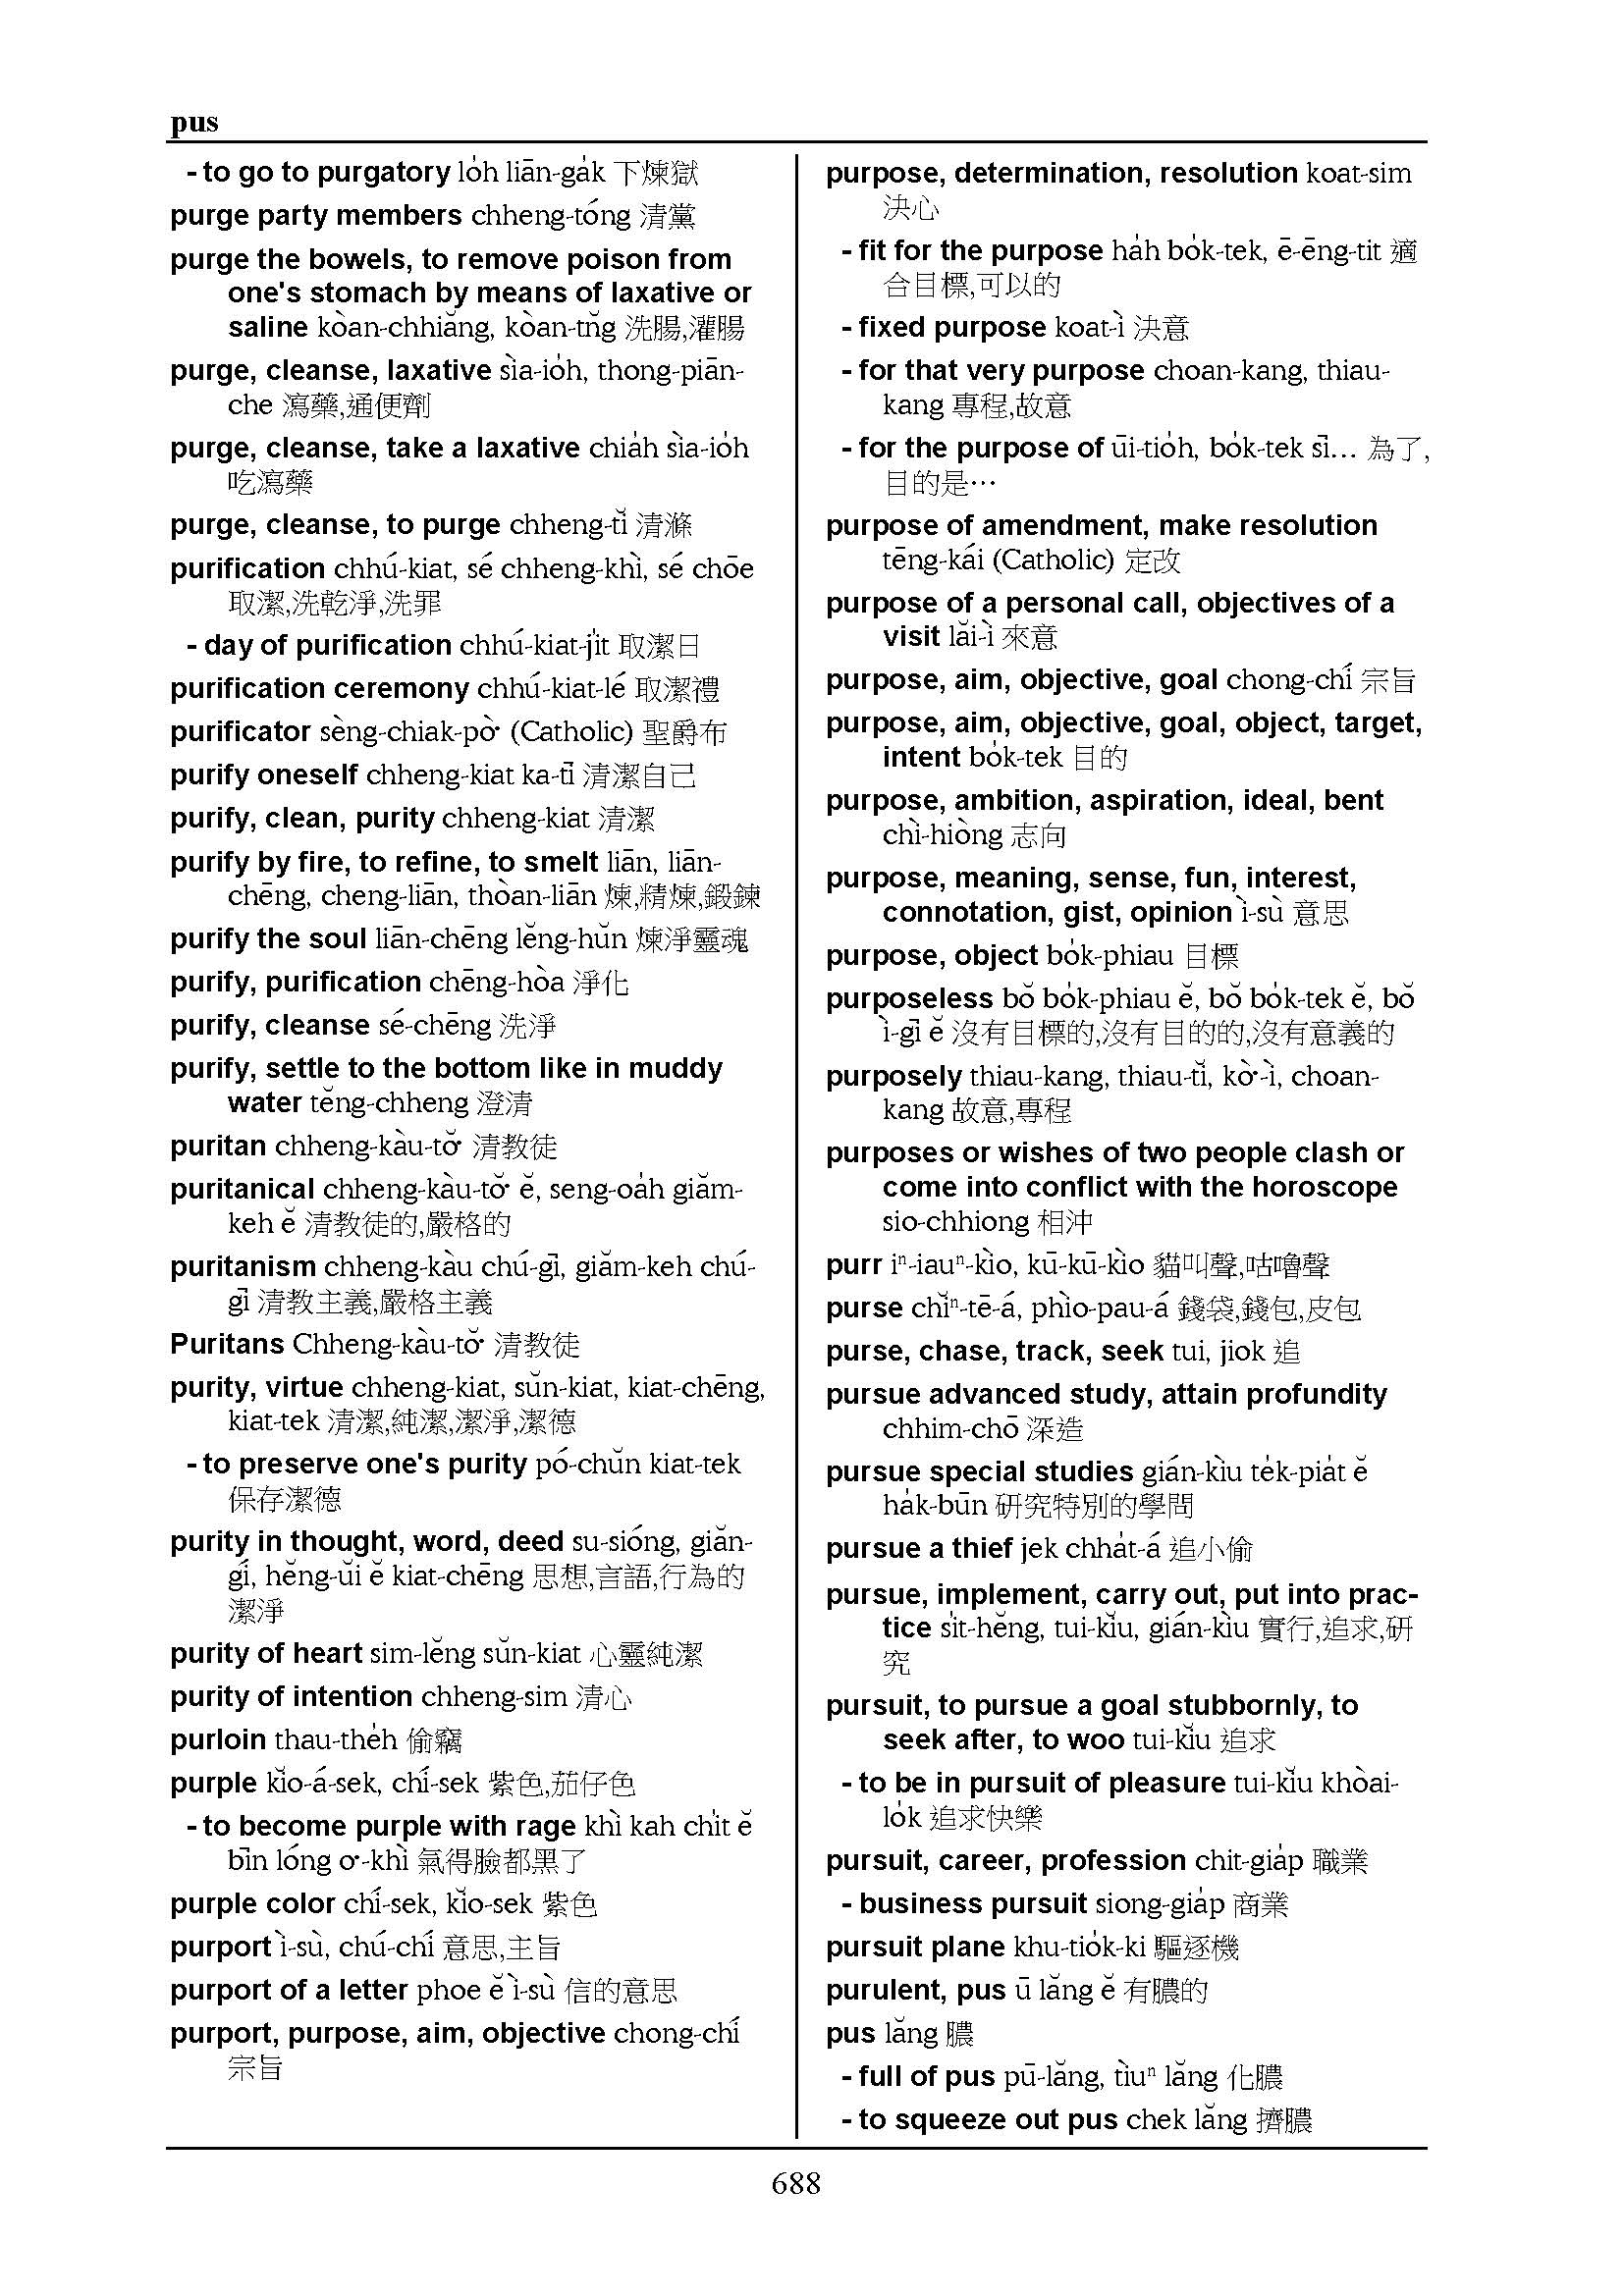 pus
- to go to purgatory lo̍h liān-ga̍k 下煉獄
purge party members chheng-tóng 清黨
purge the bowels, to remove poison from
one's stomach by means of laxative or
saline kòan-chhiăng, kòan-tn̆g 洗腸,灌腸
purge, cleanse, laxative sìa-io̍h, thong-piān-
che 瀉藥,通便劑
purge, cleanse, take a laxative chia̍h sìa-io̍h
吃瀉藥
purge, cleanse, to purge chheng-tĭ 清滌
purification chhú-kiat, sé chheng-khì, sé chōe
取潔,洗乾淨,洗罪
- day of purification chhú-kiat-ji̍t 取潔日
purification ceremony chhú-kiat-lé 取潔禮
purificator sèng-chiak-pò͘ (Catholic) 聖爵布
purify oneself chheng-kiat ka-tī 清潔自己
purify, clean, purity chheng-kiat 清潔
purify by fire, to refine, to smelt liān, liān-
chēng, cheng-liān, thòan-liān 煉,精煉,鍛鍊
purify the soul liān-chēng lĕng-hŭn 煉淨靈魂
purify, purification chēng-hòa 淨化
purify, cleanse sé-chēng 洗淨
purify, settle to the bottom like in muddy
water tĕng-chheng 澄清
puritan chheng-kàu-tŏ͘ 清教徒
puritanical chheng-kàu-tŏ͘ ĕ, seng-oa̍h giăm-
keh ĕ 清教徒的,嚴格的
puritanism chheng-kàu chú-gī, giăm-keh chú-
gī 清教主義,嚴格主義
Puritans Chheng-kàu-tŏ͘ 清教徒
purity, virtue chheng-kiat, sŭn-kiat, kiat-chēng,
kiat-tek 清潔,純潔,潔淨,潔德
- to preserve one's purity pó-chŭn kiat-tek
保存潔德
purity in thought, word, deed su-sióng, giăn-
gí, hĕng-ŭi ĕ kiat-chēng 思想,言語,行為的
潔淨
purity of heart sim-lĕng sŭn-kiat 心靈純潔
purity of intention chheng-sim 清心
purloin thau-the̍h 偷竊
purple kĭo-á-sek, chí-sek 紫色,茄仔色
- to become purple with rage khì kah chi̍t ĕ
bīn lóng o͘-khì 氣得臉都黑了
purple color chí-sek, kĭo-sek 紫色
purport ì-sù, chú-chí 意思,主旨
purport of a letter phoe ĕ ì-sù 信的意思
purport, purpose, aim, objective chong-chí
宗旨
purpose, determination, resolution koat-sim
決心
- fit for the purpose ha̍h bo̍k-tek, ē-ēng-tit 適
合目標,可以的
- fixed purpose koat-ì 決意
- for that very purpose choan-kang, thiau-
kang 專程,故意
- for the purpose of ūi-tio̍h, bo̍k-tek sī... 為了,
目的是…
purpose of amendment, make resolution
tēng-kái (Catholic) 定改
purpose of a personal call, objectives of a
visit lăi-ì 來意
purpose, aim, objective, goal chong-chí 宗旨
purpose, aim, objective, goal, object, target,
intent bo̍k-tek 目的
purpose, ambition, aspiration, ideal, bent
chì-hiòng 志向
purpose, meaning, sense, fun, interest,
connotation, gist, opinion ì-sù 意思
purpose, object bo̍k-phiau 目標
purposeless bŏ bo̍k-phiau ĕ, bŏ bo̍k-tek ĕ, bŏ
ì-gī ĕ 沒有目標的,沒有目的的,沒有意義的
purposely thiau-kang, thiau-tĭ, kò͘-ì, choan-
kang 故意,專程
purposes or wishes of two people clash or
come into conflict with the horoscope
sio-chhiong 相沖
purr iⁿ-iauⁿ-kìo, kū-kū-kìo 貓叫聲,咕嚕聲
purse chĭⁿ-tē-á, phìo-pau-á 錢袋,錢包,皮包
purse, chase, track, seek tui, jiok 追
pursue advanced study, attain profundity
chhim-chō 深造
pursue special studies gián-kìu te̍k-pia̍t ĕ
ha̍k-būn 研究特別的學問
pursue a thief jek chha̍t-á 追小偷
pursue, implement, carry out, put into prac-
tice si̍t-hĕng, tui-kĭu, gián-kìu 實行,追求,研
究
pursuit, to pursue a goal stubbornly, to
seek after, to woo tui-kĭu 追求
- to be in pursuit of pleasure tui-kĭu khòai-
lo̍k 追求快樂
pursuit, career, profession chit-gia̍p 職業
- business pursuit siong-gia̍p 商業
pursuit plane khu-tio̍k-ki 驅逐機
purulent, pus ū lăng ĕ 有膿的
pus lăng 膿
- full of pus pū-lăng, tìuⁿ lăng 化膿
- to squeeze out pus chek lăng 擠膿
688